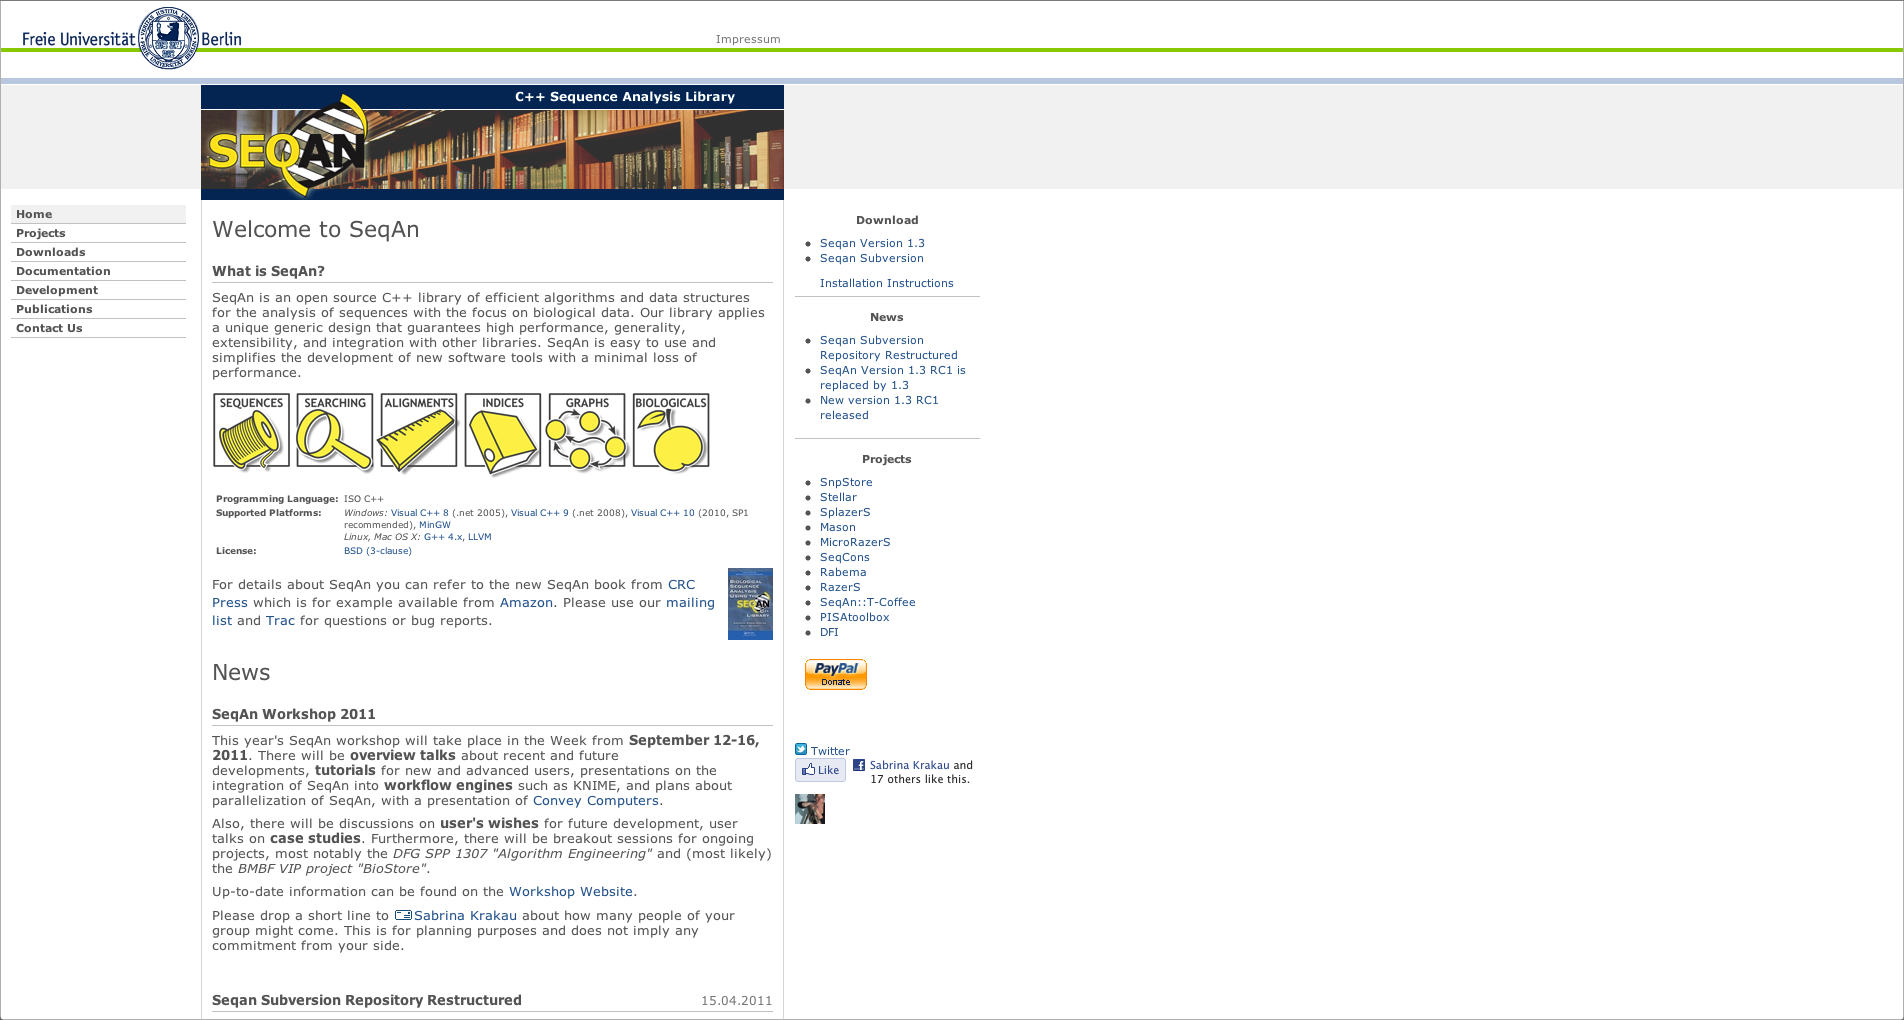 Freie Universität Berlin
Impressum
C++ Sequence Analysis Library
SEQAN
Home
Projects
Downloads
Documentation
Development
Publications
Contact Us
Welcome to SeqAn
What is SeqAn?
SeqAn is an open source C++ library of efficient algorithms and data structures
for the analysis of sequences with the focus on biological data. Our library applies
a unique generic design that guarantees high performance, generality,
extensibility, and integration with other libraries. SeqAn is easy to use and
simplifies the development of new software tools with a minimal loss of
performance.
SEQUENCES SEARCHING ALIGNMENTS INDICES GRAPHS BIOLOGICALS
Programming Language: ISO C++
Supported Platforms: Windows: Visual C++ 8 (.net 2005), Visual C++ 9 (.net 2008), Visual C++ 10 (2010, SP1
recommended), MinGW
Linux, Mac OS X: G++ 4.x, LLVM
License: BSD (3-clause)
For details about SeqAn you can refer to the new SeqAn book from CRC
Press which is for example available from Amazon. Please use our mailing
list and Trac for questions or bug reports.
Biological
Sequence
Analysis
Using the
SEQAN
C++
Library
News
SeqAn Workshop 2011
This year's SeqAn workshop will take place in the Week from September 12-16,
2011. There will be overview talks about recent and future
developments, tutorials for new and advanced users, presentations on the
integration of SeqAn into workflow engines such as KNIME, and plans about
parallelization of SeqAn, with a presentation of Convey Computers.
Also, there will be discussions on user's wishes for future development, user
talks on case studies. Furthermore, there will be breakout sessions for ongoing
projects, most notably the DFG SPP 1307 "Algorithm Engineering" and (most likely)
the BMBF VIP project "BioStore".
Up-to-date information can be found on the Workshop Website.
Please drop a short line to Sabrina Krakau about how many people of your
group might come. This is for planning purposes and does not imply any
commitment from your side.
Seqan Subversion Repository Restructured 15.04.2011
Download
Seqan Version 1.3
Seqan Subversion
Installation Instructions
News
Seqan Subversion
Repository Restructured
SeqAn Version 1.3 RC1 is
replaced by 1.3
New version 1.3 RC1
released
Projects
SnpStore
Stellar
SplazerS
Mason
MicroRazerS
SeqCons
Rabema
RazerS
SeqAn::T-Coffee
PISAtoolbox
DFI
PayPal
Donate
Twitter
Like Sabrina Krakau and
17 others like this.